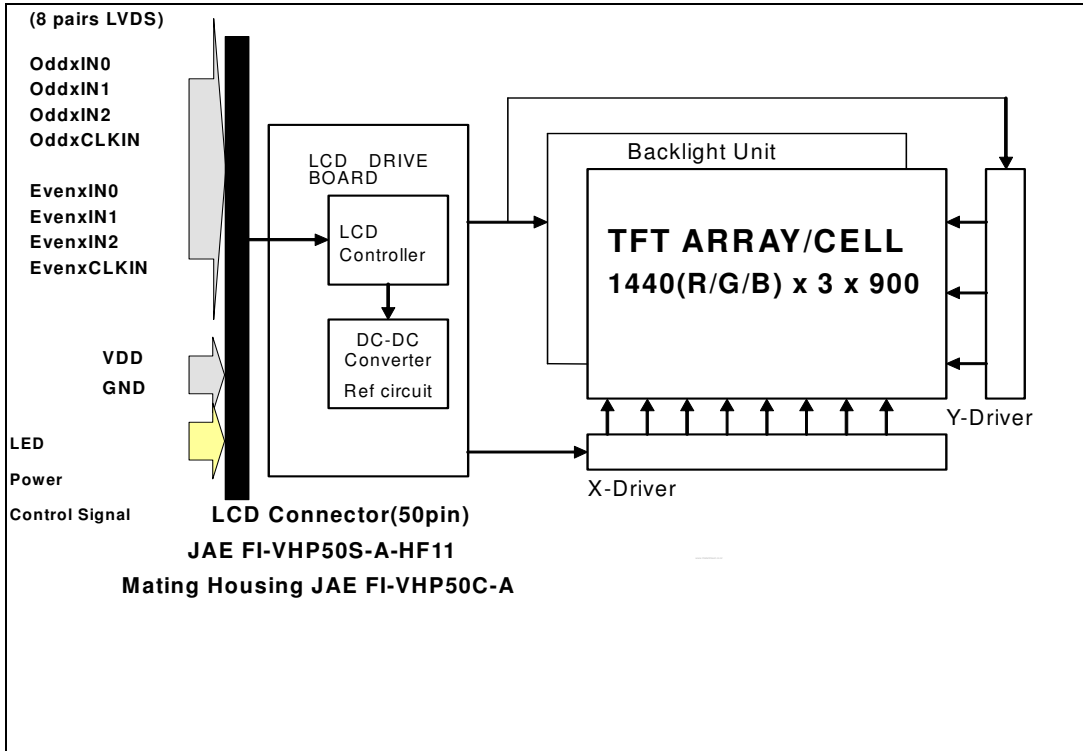 (8 pairs LVDS)
OddxIN0
OddxIN1
OddxIN2
OddxCLKIN
EvenxIN0
EvenxIN1
EvenxIN2
EvenxCLKIN
VDD
GND
LED
Power
Control Signal
LCD DRIVE
BOARD
LCD
Controller
DC-DC
Converter
Ref circuit
Backlight Unit
TFT ARRAY/CELL
1440(R/G/B) x 3 x 900
Y-Driver
X-Driver
LCD Connector(50pin)
JAE FI-VHP50S-A-HF11
Mating Housing JAE FI-VHP50C-A